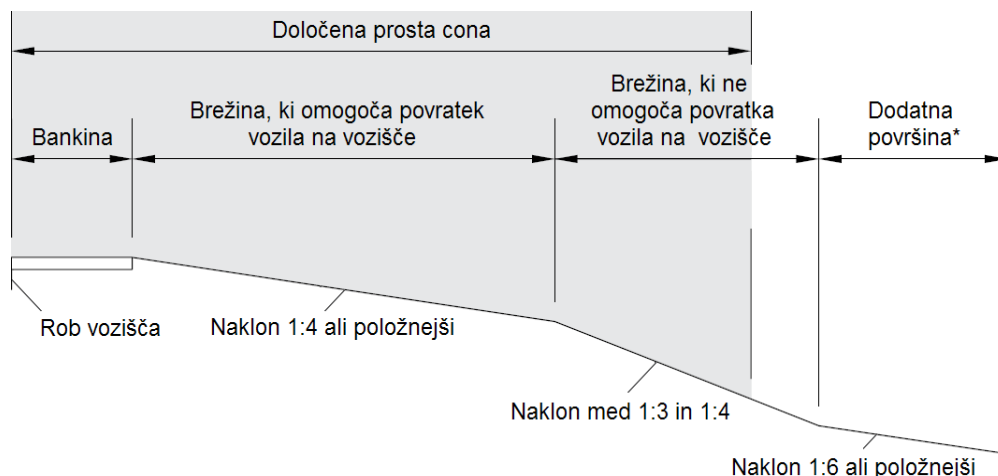 Določena prosta cona
Bankina
Brežina, ki omogoča povratek
vozila na vozišče
Brežina, ki ne
omogoča povratka
vozila na vozišče
Dodatna
površina*
Rob vozišča
Naklon 1:4 ali položnejši
Naklon med 1:3 in 1:4
Naklon 1:6 ali položnejši